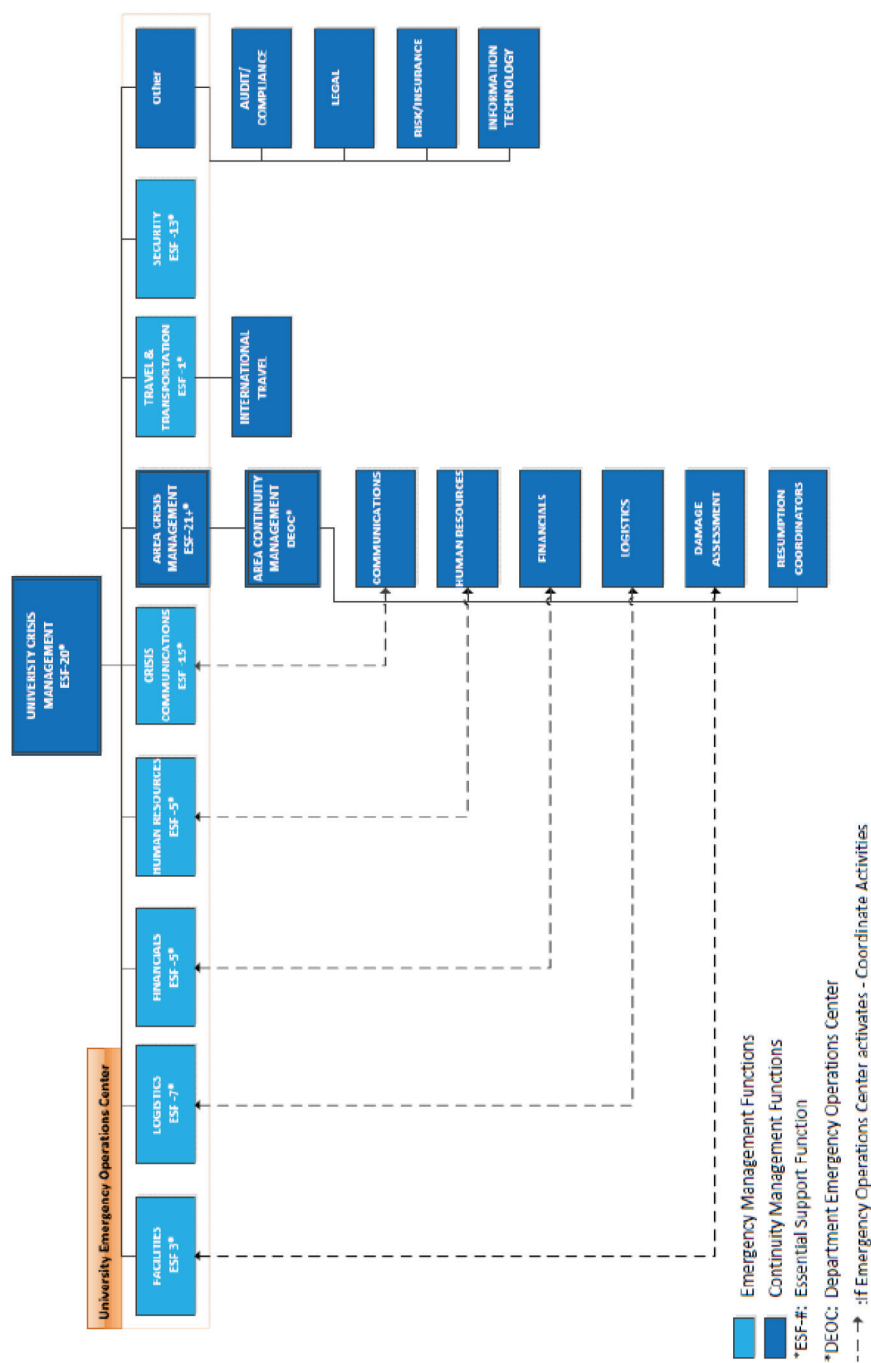 UNIVERISTY CRISIS
MANAGEMENT
ESF-20*
University Emergency Operations Center
FACILITIES
ESF 3*
LOGISTICS
ESF -7*
FINANCIALS
ESF -5*
HUMAN RESOURCES
ESF -5*
CRISIS
COMMUNICATIONS
ESF -15*
AREA CRISIS
MANAGEMENT
ESF-21+*
TRAVEL &
TRANSPORTATION
ESF -1*
SECURITY
ESF -13*
Other
AREA CONTINUITY
MANAGEMENT
DEOC*
INTERNATIONAL
TRAVEL
AUDIT/
COMPLIANCE
LEGAL
RISK/INSURANCE
INFORMATION
TECHNOLOGY
COMMUNICATIONS
HUMAN RESOURCES
FINANCIALS
LOGISTICS
DAMAGE
ASSESSMENT
RESUMPTION
COORDINATORS
Emergency Management Functions
Continuity Management Functions
*ESF-#: Essential Support Function
*DEOC: Department Emergency Operations Center
:If Emergency Operations Center activates - Coordinate Activities